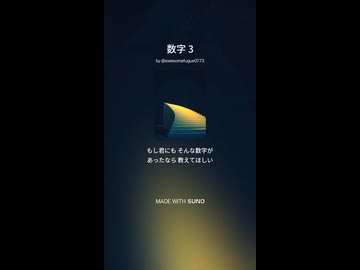 数字 3
by @awesomefugue0173
もし君にも そんな数字が
あったなら 教えてほしい
MADE WITH SUNO